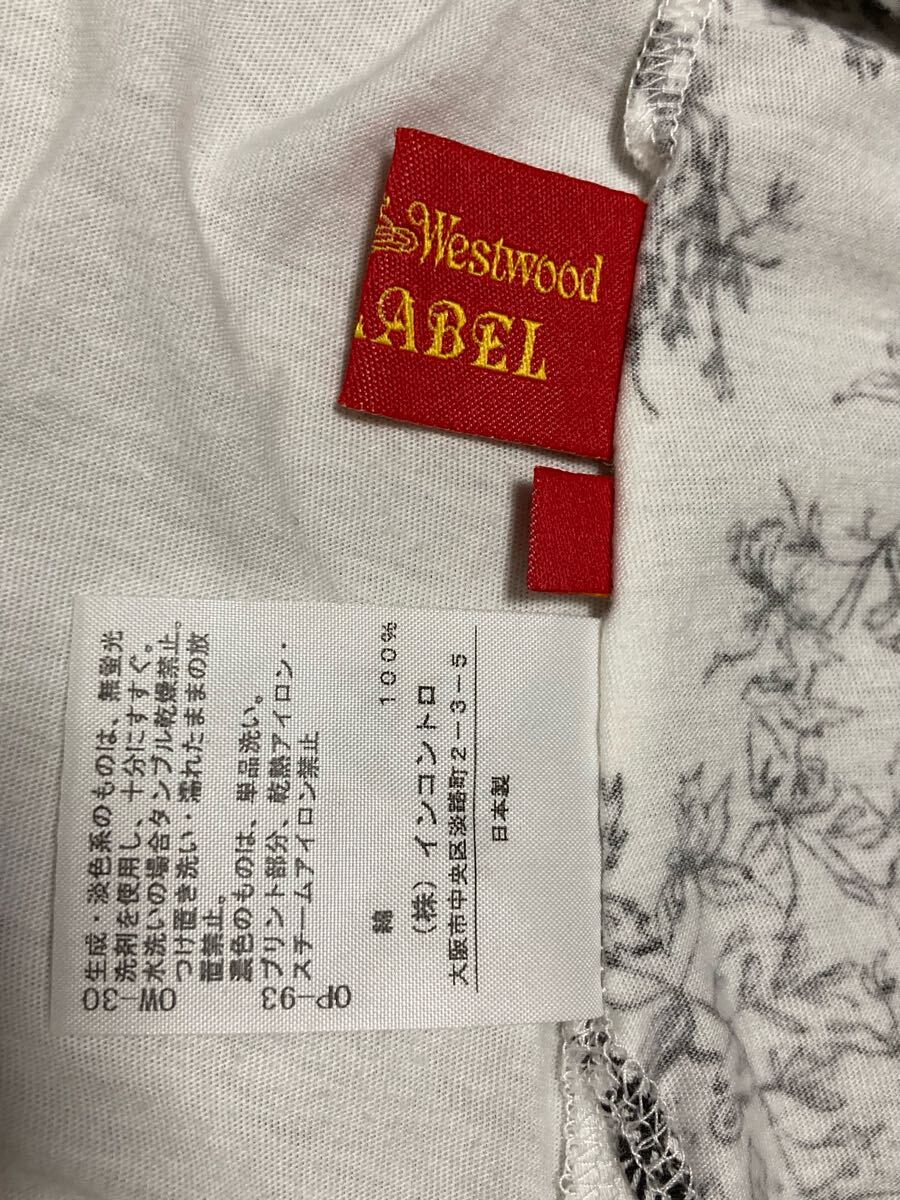 Westwood
LABEL
生成・淡色系のものは、無蛍光
洗剤を使用し、十分にすすぐ。
水洗いの場合タンブル乾燥禁止。
つけ置き洗い・濡れたままの放
置禁止。
濃色のものは、単品洗い。
プリント部分、乾熱アイロン・
スチームアイロン禁止
OW-30
OP-93
綿 100%
(株)インコントロ
大阪市中央区淡路町2-3-5
日本製